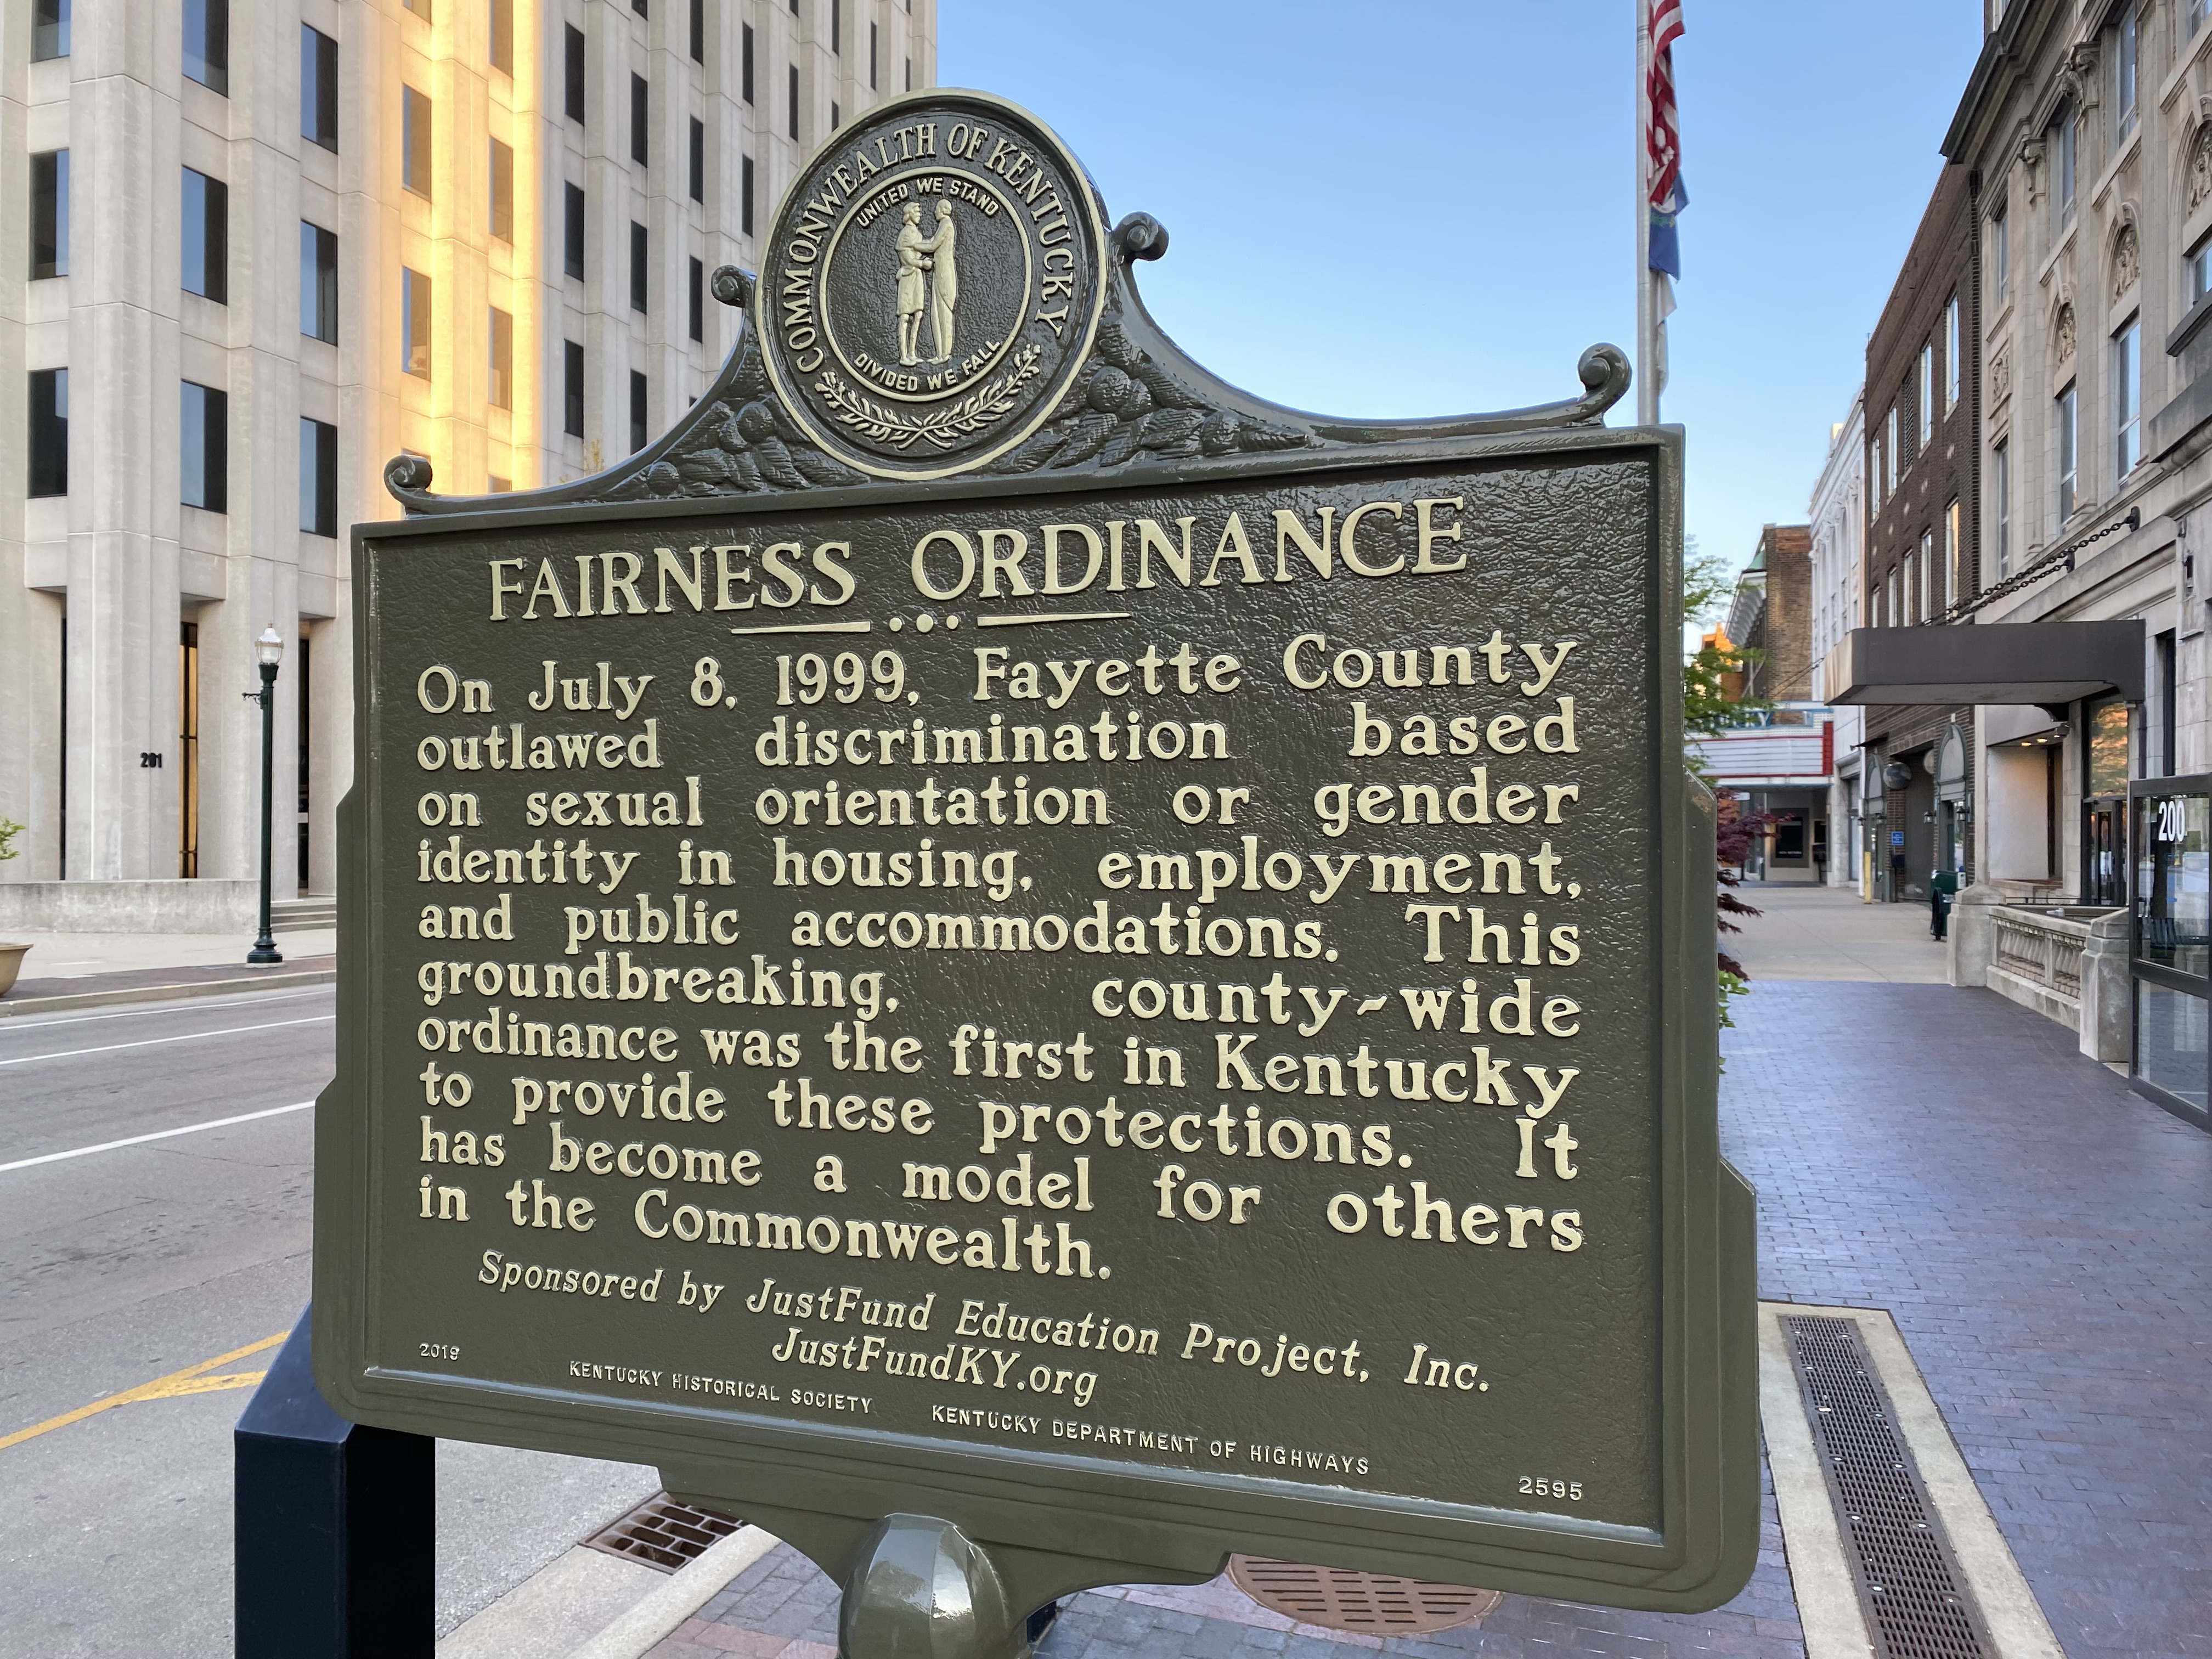 COMMONWEALTH OF KENTUCKY
UNITED WE STAND
DIVIDED WE FALL
FAIRNESS ORDINANCE
On July 8, 1999, Fayette County
outlawed discrimination based
on sexual orientation or gender
identity in housing, employment,
and public accommodations. This
groundbreaking, county-wide
ordinance was the first in Kentucky
to provide these protections. It
has become a model for others
in the Commonwealth.
Sponsored by JustFund Education Project, Inc.
JustFundKY.org
2019
KENTUCKY HISTORICAL SOCIETY KENTUCKY DEPARTMENT OF HIGHWAYS
2595
201
200